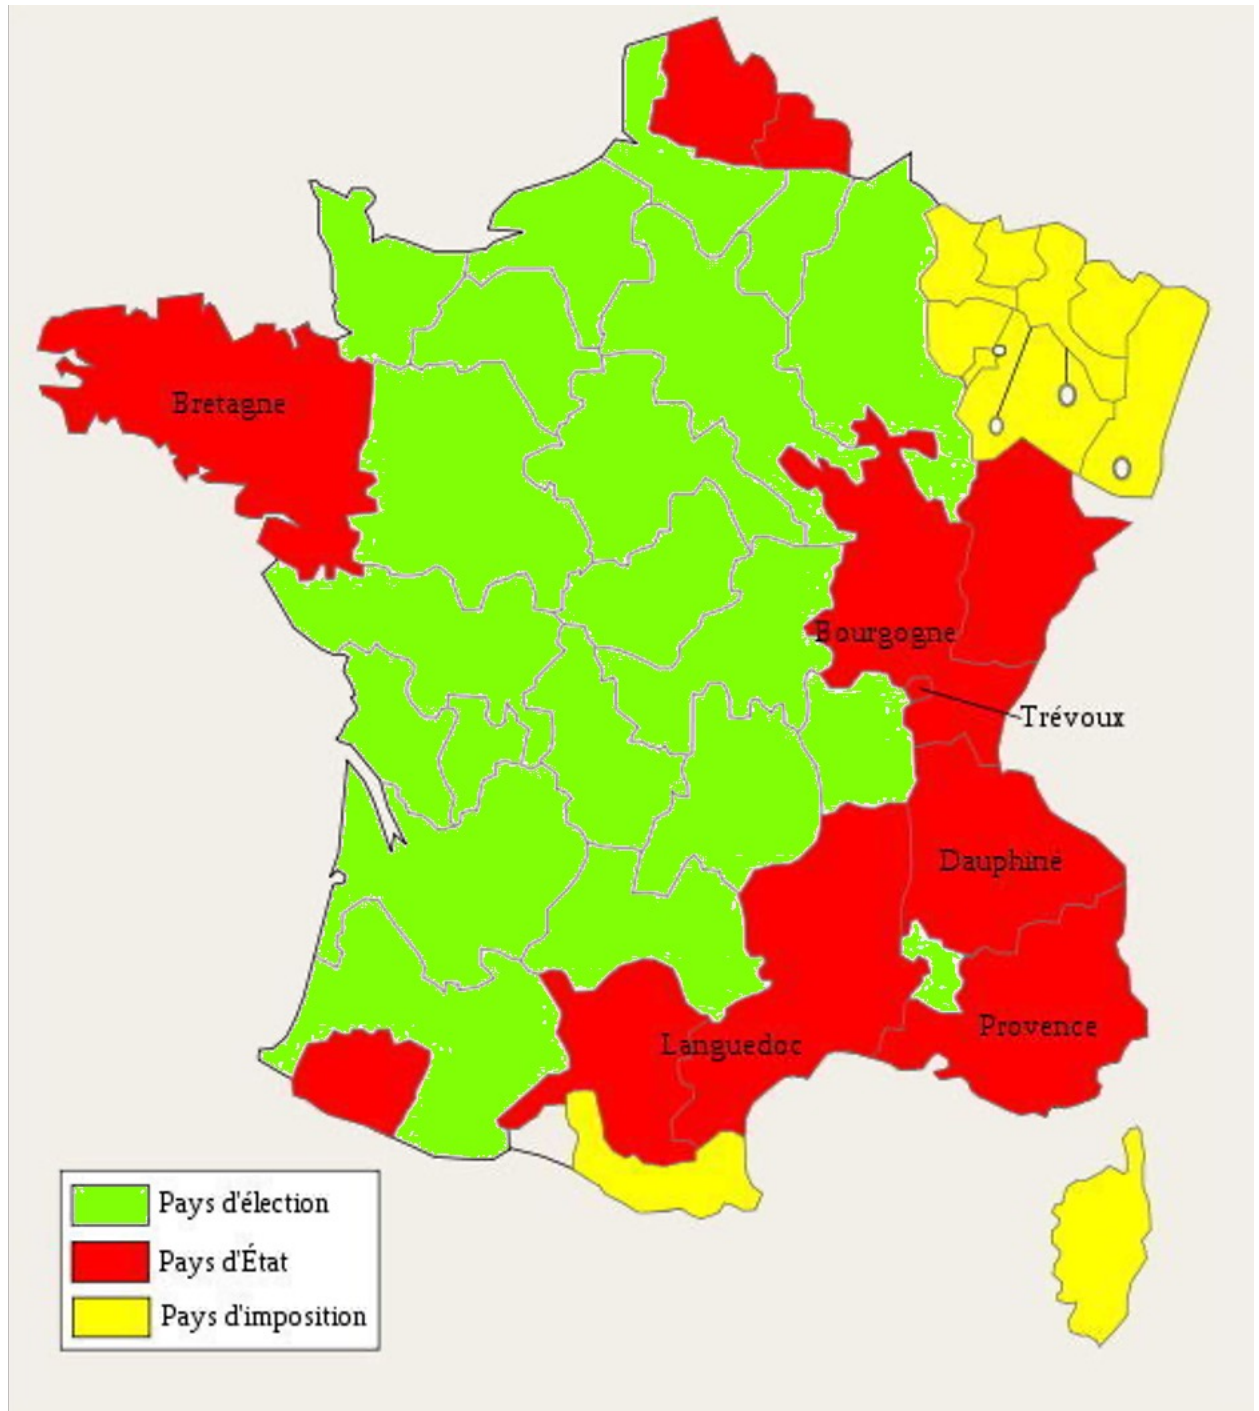 Bretagne
Bourgogne
Trévoux
Dauphiné
Provence
Languedoc
Pays d'élection
Pays d'État
Pays d'imposition